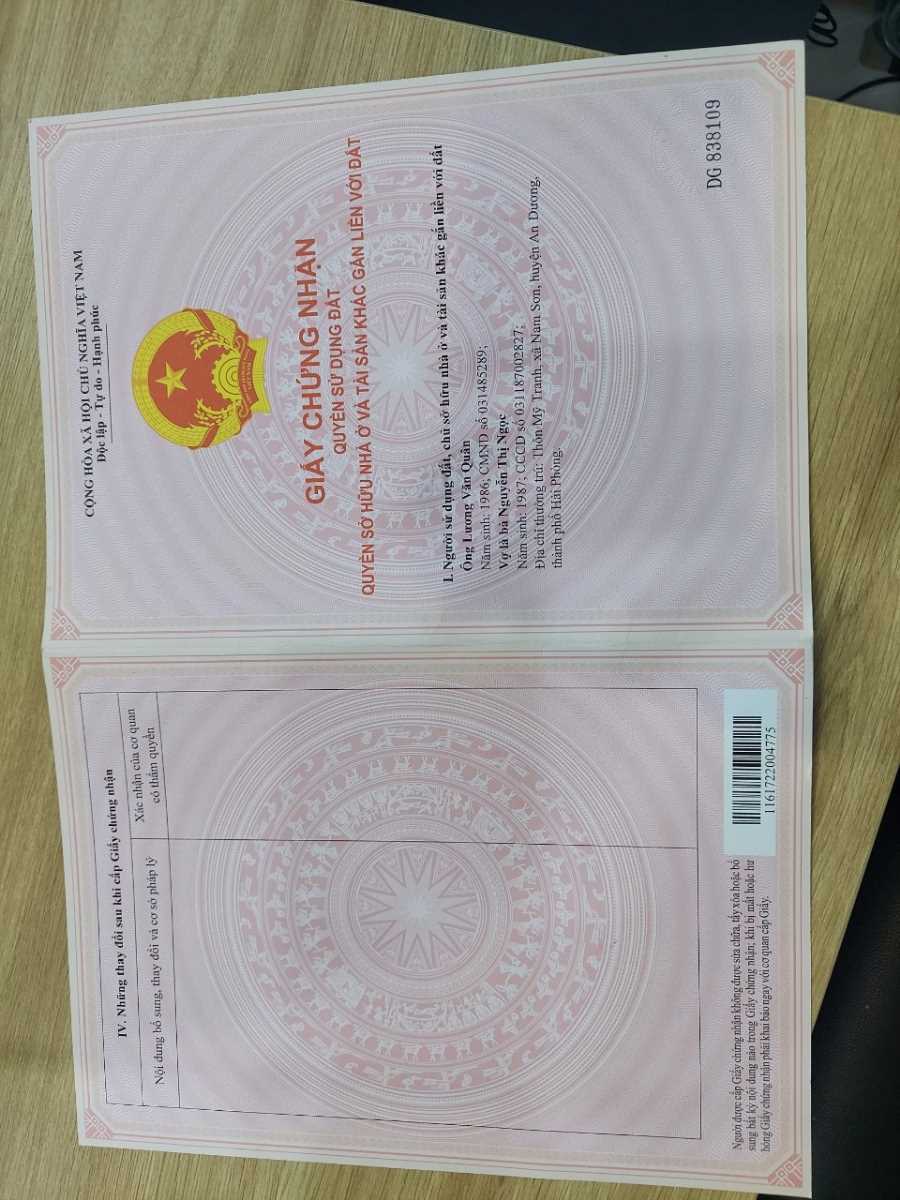 CỘNG HÒA XÃ HỘI CHỦ NGHĨA VIỆT NAM
Độc lập - Tự do - Hạnh phúc
GIẤY CHỨNG NHẬN
QUYỀN SỬ DỤNG ĐẤT
QUYỀN SỞ HỮU NHÀ Ở VÀ TÀI SẢN KHÁC GẮN LIỀN VỚI ĐẤT
I. Người sử dụng đất, chủ sở hữu nhà ở và tài sản khác gắn liền với đất
Ông Lương Văn Quân
Năm sinh: 1986; CMND số 031485289;
Vợ là bà Nguyễn Thị Ngọc
Năm sinh: 1987; CCCD số 031187002827;
Địa chỉ thường trú: Thôn Mỹ Tranh, xã Nam Sơn, huyện An Dương,
thành phố Hải Phòng.
DG 838109
IV. Những thay đổi sau khi cấp Giấy chứng nhận
Nội dung bổ sung, thay đổi và cơ sở pháp lý
Xác nhận của cơ quan
có thẩm quyền
Người được cấp Giấy chứng nhận không được sửa chữa, tẩy xóa hoặc bổ
sung bất kỳ nội dung nào trong Giấy chứng nhận; khi bị mất hoặc hư
hỏng Giấy chứng nhận phải khai báo ngay với cơ quan cấp Giấy.
1161722004775